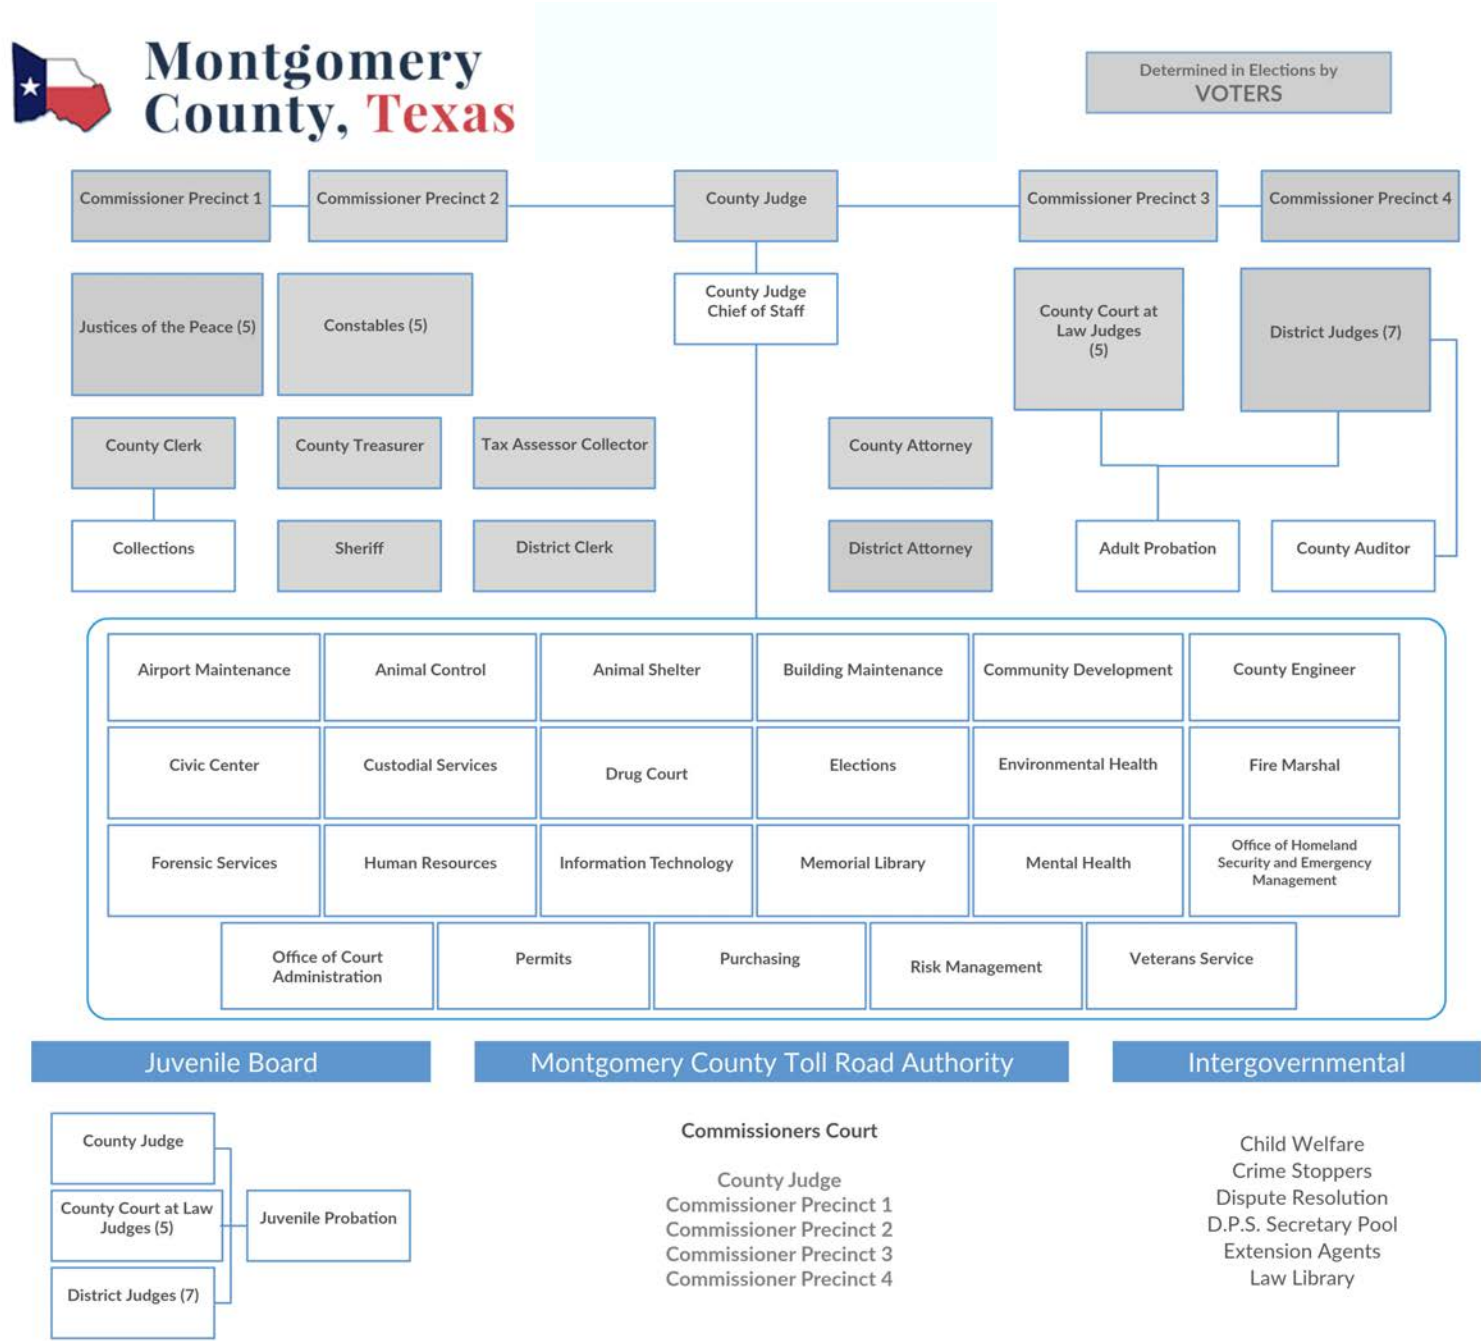 Montgomery
County, Texas
Determined in Elections by
VOTERS
Commissioner Precinct 1
Commissioner Precinct 2
County Judge
Commissioner Precinct 3
Commissioner Precinct 4
County Judge
Chief of Staff
Justices of the Peace (5)
Constables (5)
County Court at
Law Judges
(5)
District Judges (7)
County Clerk
County Treasurer
Tax Assessor Collector
County Attorney
Collections
Sheriff
District Clerk
District Attorney
Adult Probation
County Auditor
Airport Maintenance
Animal Control
Animal Shelter
Building Maintenance
Community Development
County Engineer
Civic Center
Custodial Services
Drug Court
Elections
Environmental Health
Fire Marshal
Forensic Services
Human Resources
Information Technology
Memorial Library
Mental Health
Office of Homeland
Security and Emergency
Management
Office of Court
Administration
Permits
Purchasing
Risk Management
Veterans Service
Juvenile Board
Montgomery County Toll Road Authority
Intergovernmental
County Judge
County Court at Law
Judges (5)
District Judges (7)
Juvenile Probation
Commissioners Court
County Judge
Commissioner Precinct 1
Commissioner Precinct 2
Commissioner Precinct 3
Commissioner Precinct 4
Child Welfare
Crime Stoppers
Dispute Resolution
D.P.S. Secretary Pool
Extension Agents
Law Library